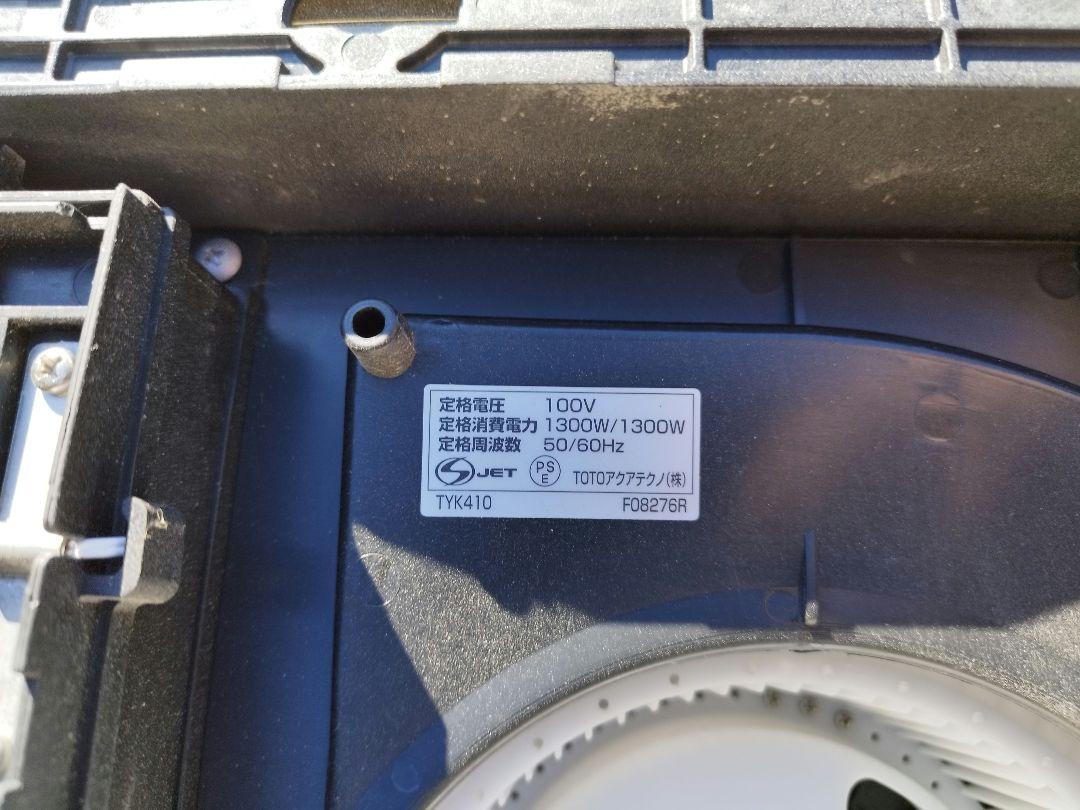 定格電圧 100V
定格消費電力 1300W/1300W
定格周波数 50/60Hz
S JET PS E TOTOアクアテクノ(株)
TYK410 F08276R